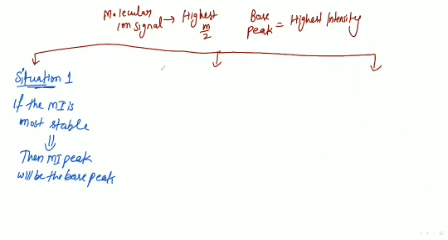 Molecular ion signal → Highest m/z
Base peak = Highest Intensity
Situation 1
if the MI is
most stable
⇓
Then MI peak
will be the base peak